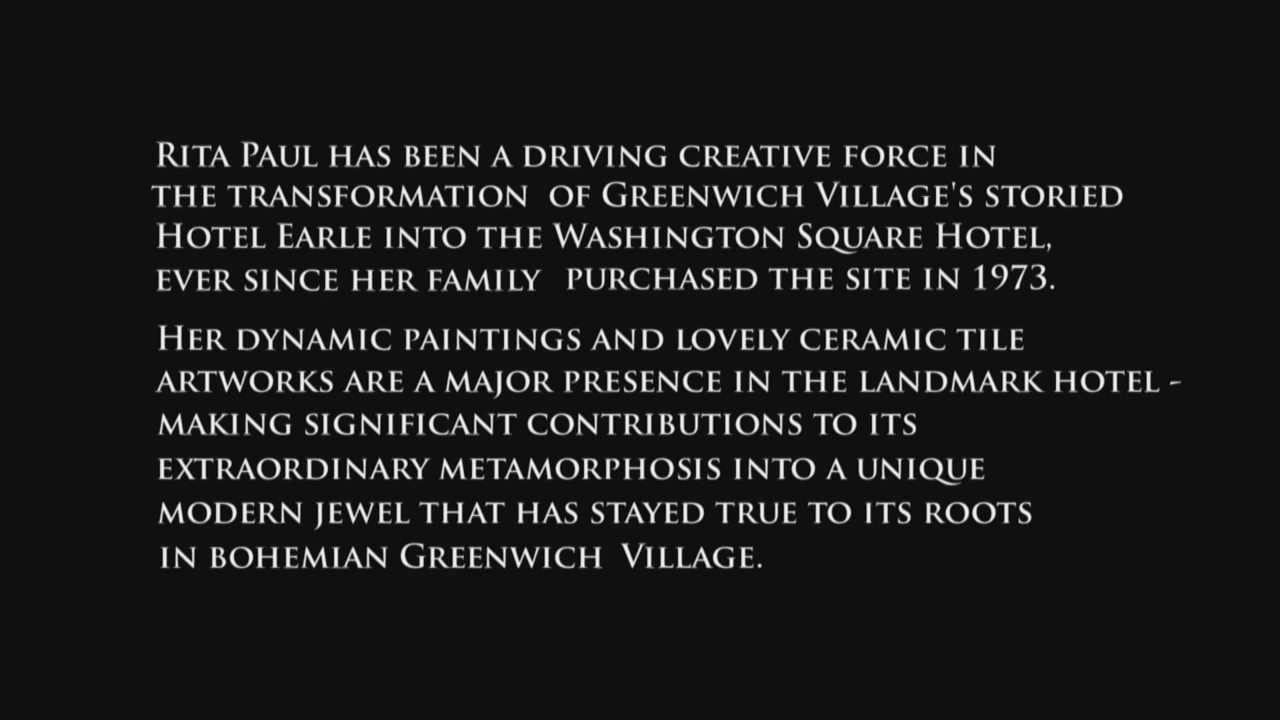 Rita Paul has been a driving creative force in
the transformation of Greenwich Village's storied
Hotel Earle into the Washington Square Hotel,
ever since her family purchased the site in 1973.
Her dynamic paintings and lovely ceramic tile
artworks are a major presence in the landmark hotel -
making significant contributions to its
extraordinary metamorphosis into a unique
modern jewel that has stayed true to its roots
in bohemian Greenwich Village.